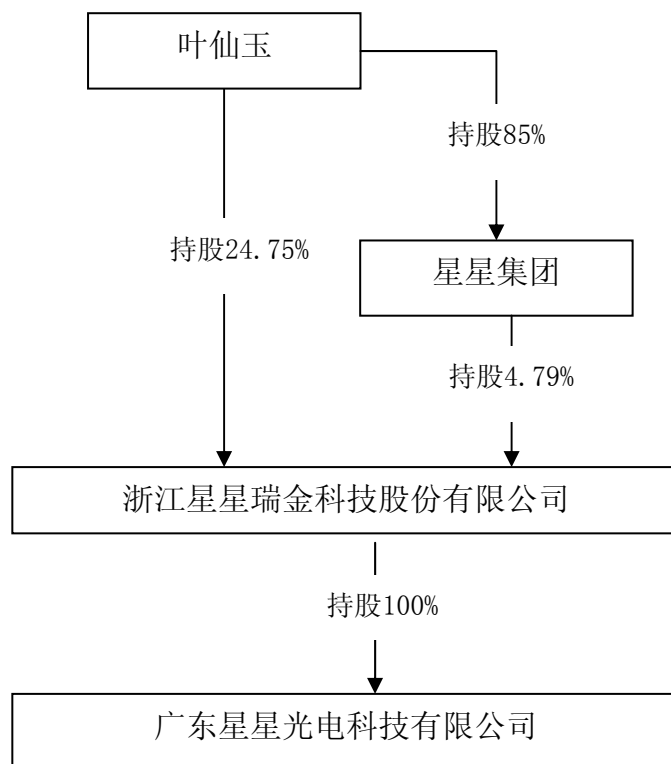 叶仙玉
持股85%
持股24.75%
星星集团
持股4.79%
浙江星星瑞金科技股份有限公司
持股100%
广东星星光电科技有限公司